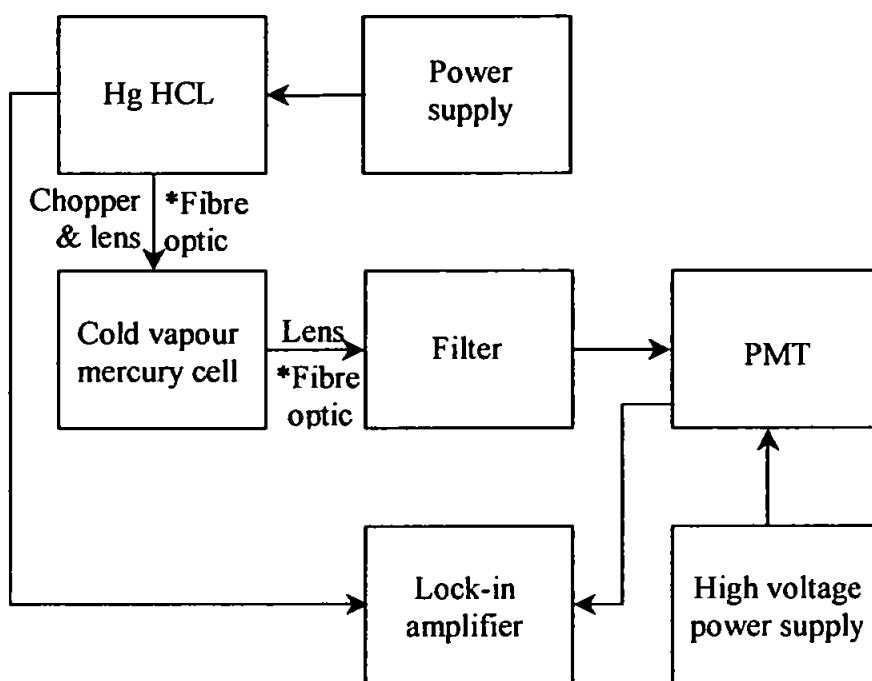 Hg HCL
Power
supply
Chopper
& lens
*Fibre
optic
Cold vapour
mercury cell
Lens
*Fibre
optic
Filter
PMT
Lock-in
amplifier
High voltage
power supply